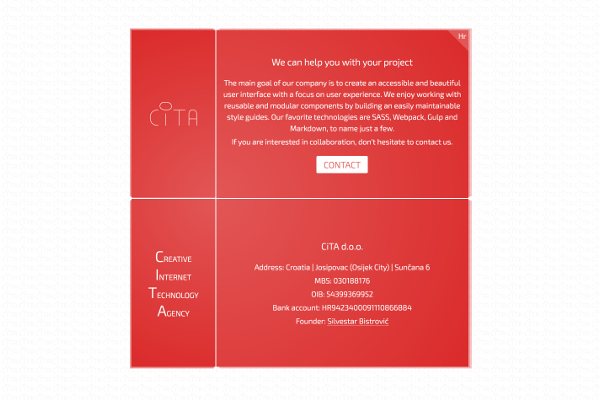 Hr
CiTA
We can help you with your project
The main goal of our company is to create an accessible and beautiful
user interface with a focus on user experience. We enjoy working with
reusable and modular components by building an easily maintainable
style guides. Our favorite technologies are SASS, Webpack, Gulp and
Markdown, to name just a few.
If you are interested in collaboration, don't hesitate to contact us.
CONTACT
Creative
Internet
Technology
Agency
CiTA d.o.o.
Address: Croatia | Josipovac (Osijek City) | Sunčana 6
MBS: 030188176
OIB: 54399369952
Bank account: HR9423400091110866884
Founder: Silvestar Bistrović